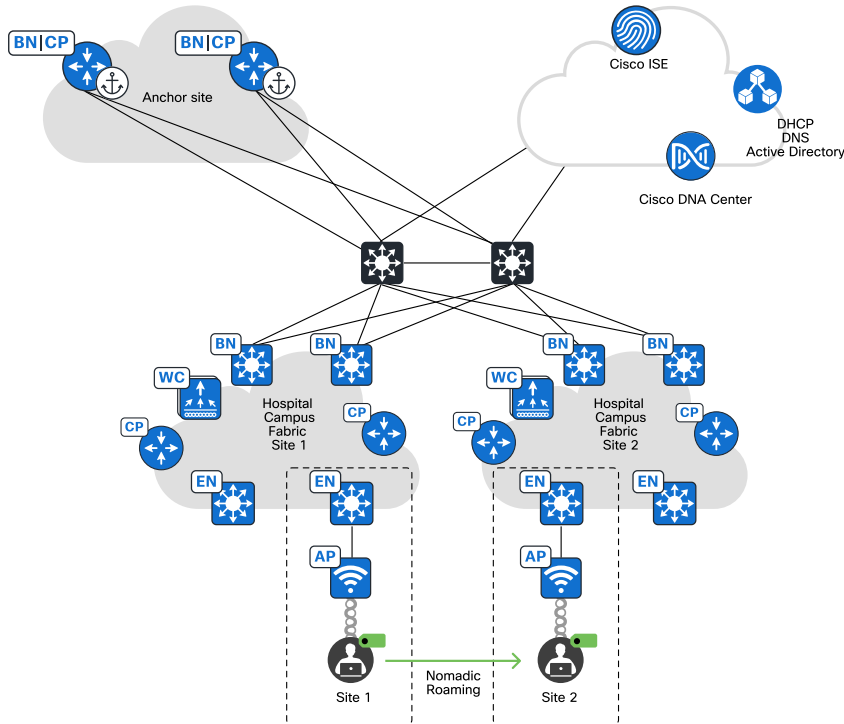 BN|CP
BN|CP
Anchor site
Cisco ISE
DHCP
DNS
Active Directory
Cisco DNA Center
BN
BN
BN
BN
WC
WC
Hospital
Campus
Fabric
Site 1
Hospital
Campus
Fabric
Site 2
CP
CP
CP
CP
EN
EN
EN
EN
AP
AP
Nomadic
Roaming
Site 1
Site 2